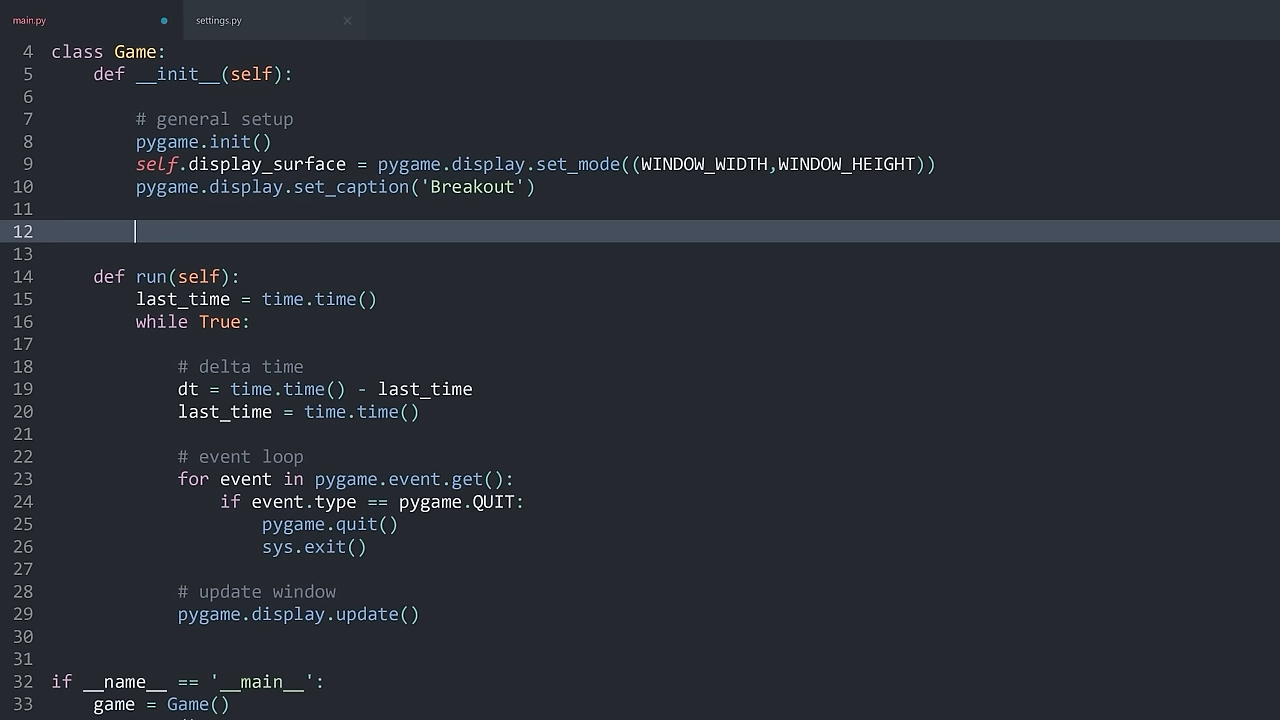 main.py
settings.py
4 class Game:
5     def __init__(self):
6
7         # general setup
8         pygame.init()
9         self.display_surface = pygame.display.set_mode((WINDOW_WIDTH,WINDOW_HEIGHT))
10         pygame.display.set_caption('Breakout')
11
12
13
14     def run(self):
15         last_time = time.time()
16         while True:
17
18             # delta time
19             dt = time.time() - last_time
20             last_time = time.time()
21
22             # event loop
23             for event in pygame.event.get():
24                 if event.type == pygame.QUIT:
25                     pygame.quit()
26                     sys.exit()
27
28             # update window
29             pygame.display.update()
30
31
32 if __name__ == '__main__':
33     game = Game()